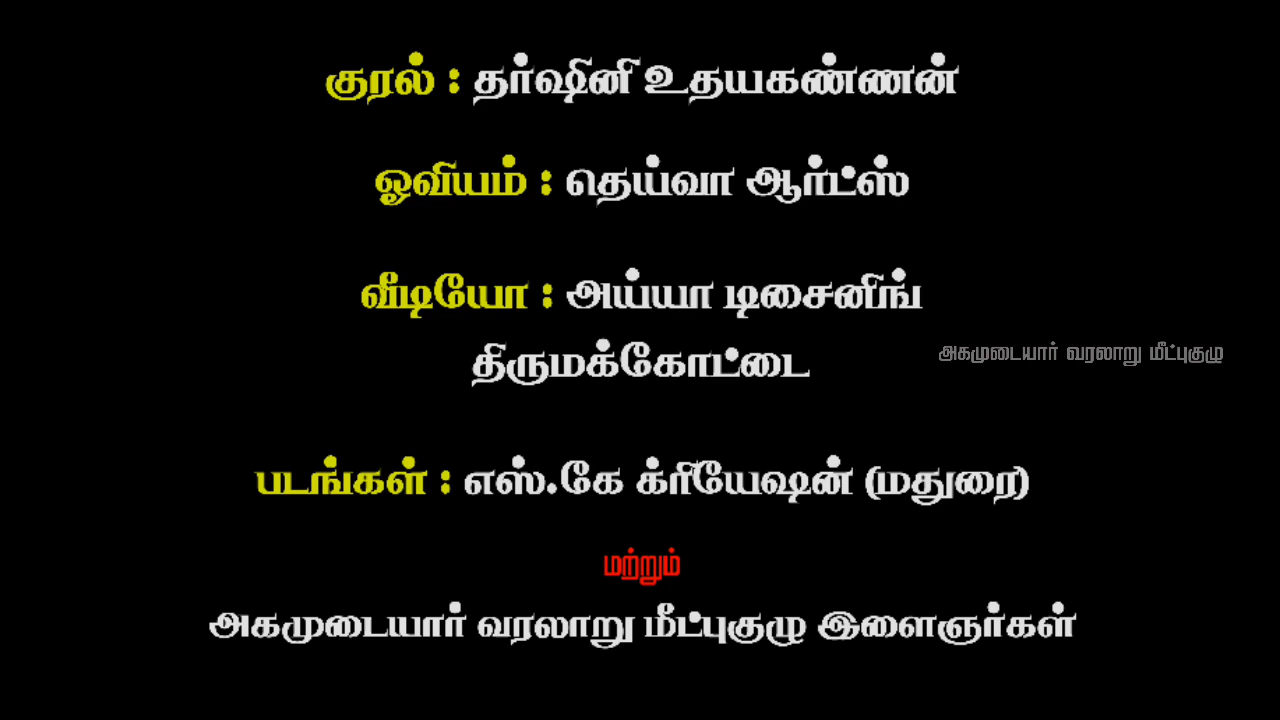 குரல் : தர்ஷினி உதயகண்ணன்
ஓவியம் : தெய்வா ஆர்ட்ஸ்
வீடியோ : அய்யா டிசைனிங்
திருமக்கோட்டை
அகமுடையார் வரலாறு மீட்புகுழு
படங்கள் : எஸ்.கே க்ரியேஷன் (மதுரை)
மற்றும்
அகமுடையார் வரலாறு மீட்புகுழு இளைஞர்கள்